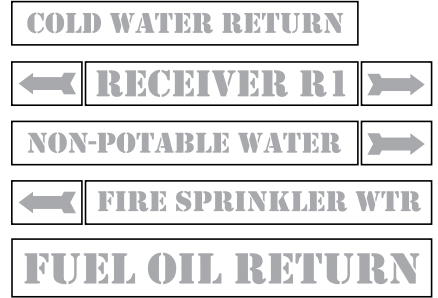 COLD WATER RETURN
RECEIVER R1
NON-POTABLE WATER
FIRE SPRINKLER WTR
FUEL OIL RETURN